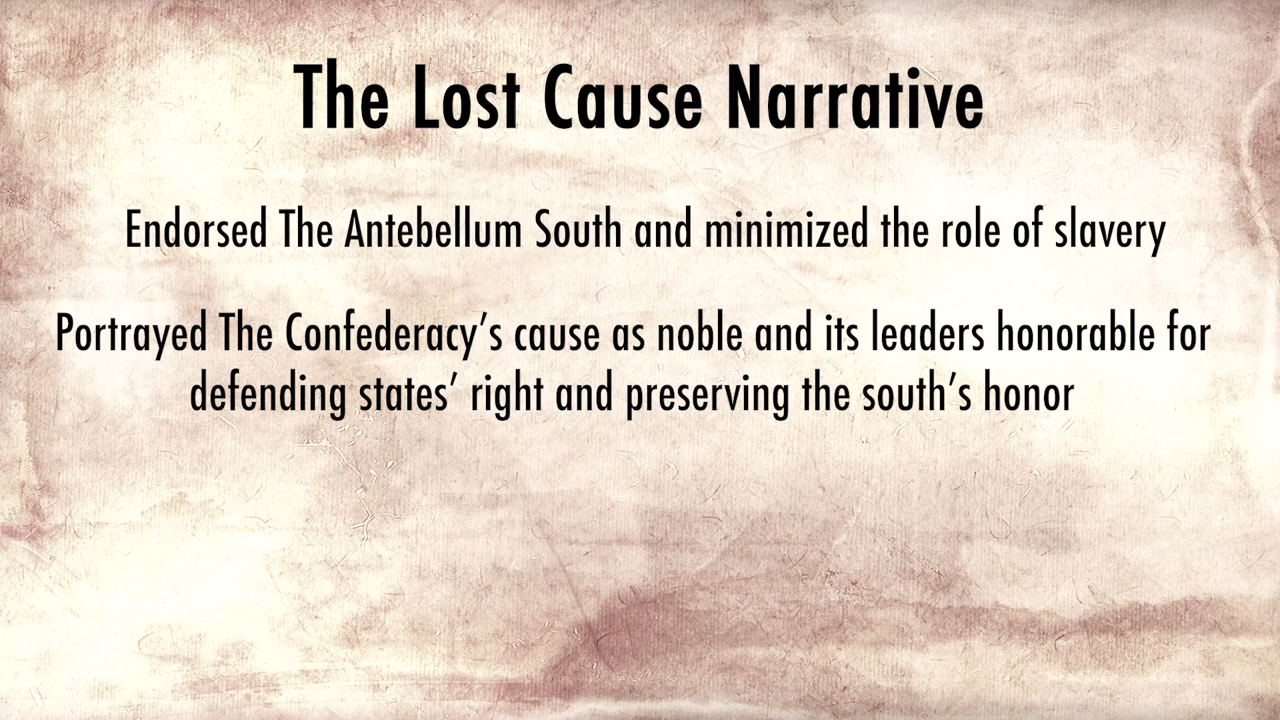 The Lost Cause Narrative
Endorsed The Antebellum South and minimized the role of slavery
Portrayed The Confederacy’s cause as noble and its leaders honorable for
defending states’ right and preserving the south’s honor